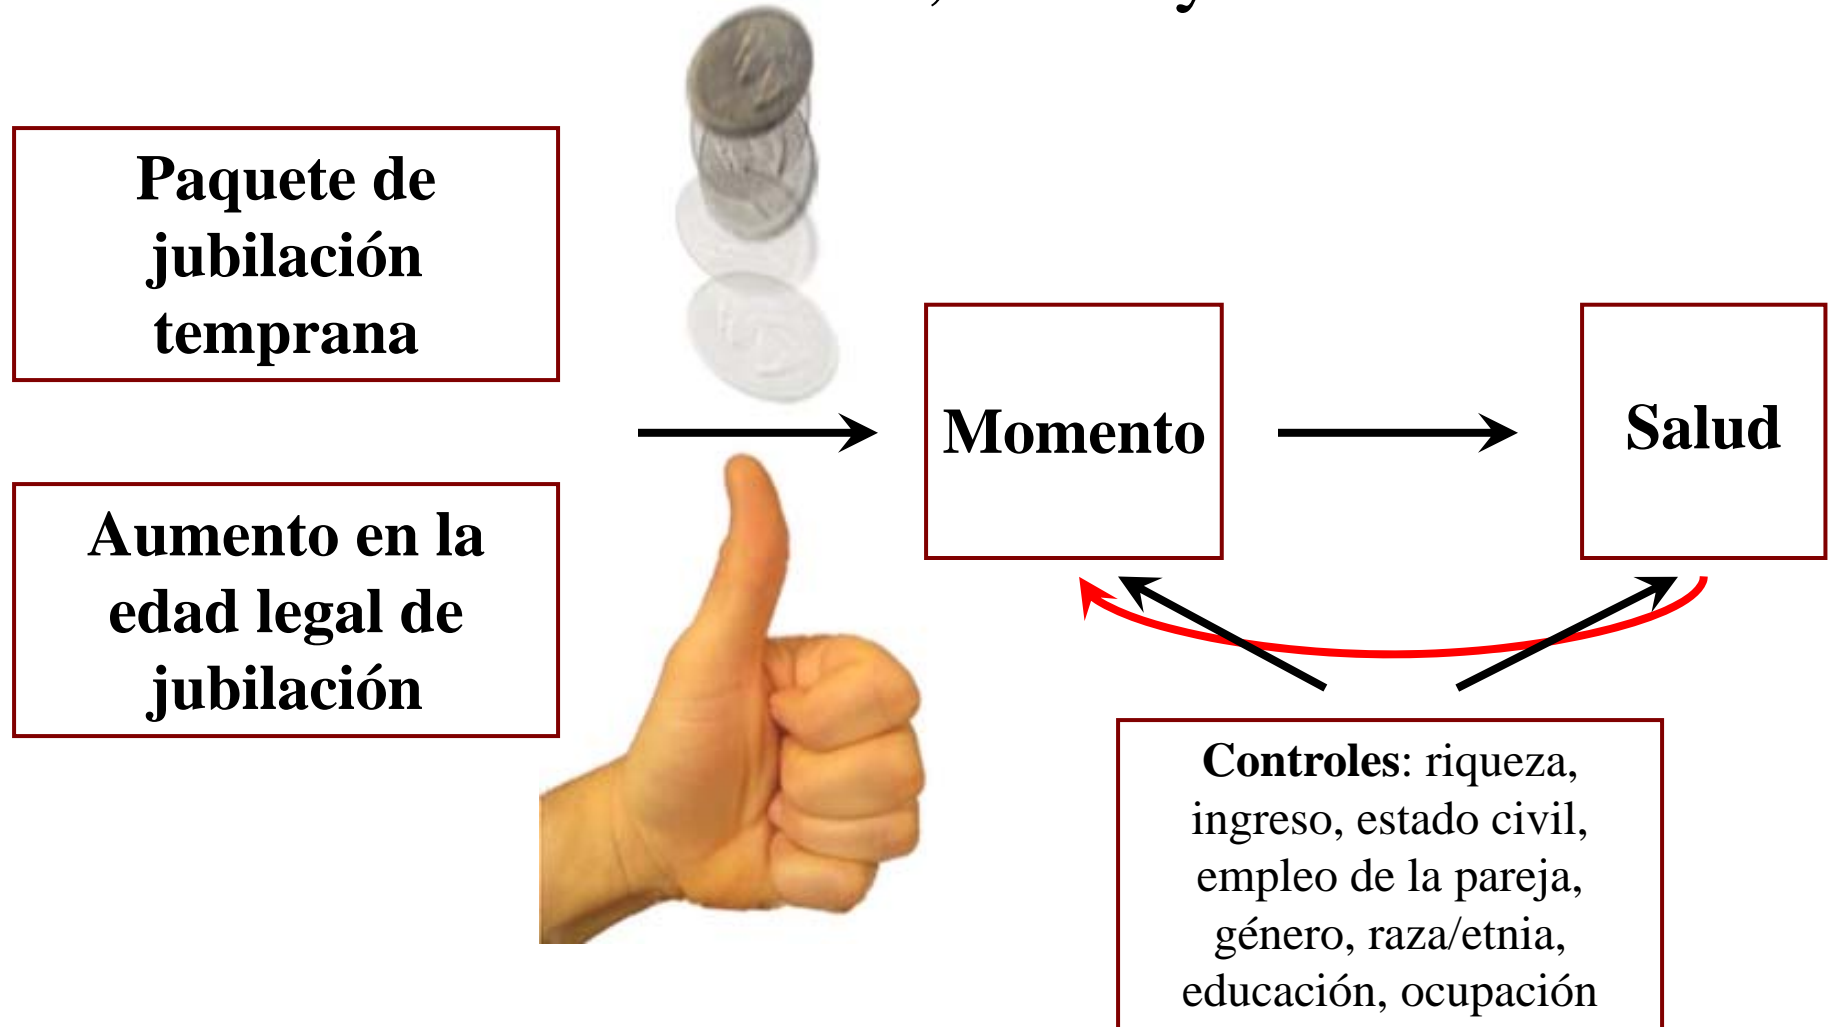 Paquete de
jubilación
temprana
Aumento en la
edad legal de
jubilación
Momento
Salud
Controles: riqueza,
ingreso, estado civil,
empleo de la pareja,
género, raza/etnia,
educación, ocupación